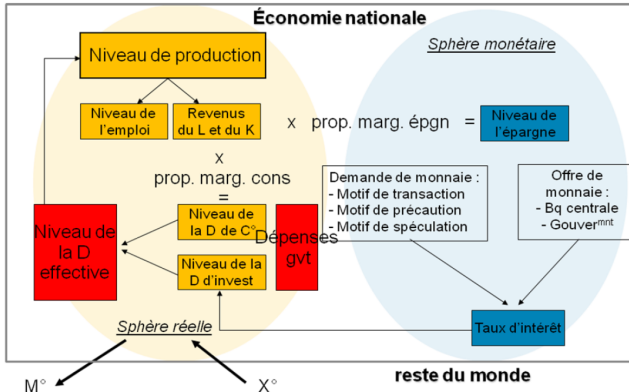 Économie nationale
Sphère monétaire
Niveau de production
Niveau de
l'emploi
Revenus
du L et du K
x prop. marg. épgn =
Niveau de
l'épargne
x
prop. marg. cons
=
Demande de monnaie :
- Motif de transaction
- Motif de précaution
- Motif de spéculation
Offre de
monnaie :
- Bq centrale
- Gouver^mnt
Niveau de
la D
effective
Niveau de
la D de C°
Dépenses
gvt
Niveau de la
D d'invest
Sphère réelle
Taux d'intérêt
reste du monde
M°
X°